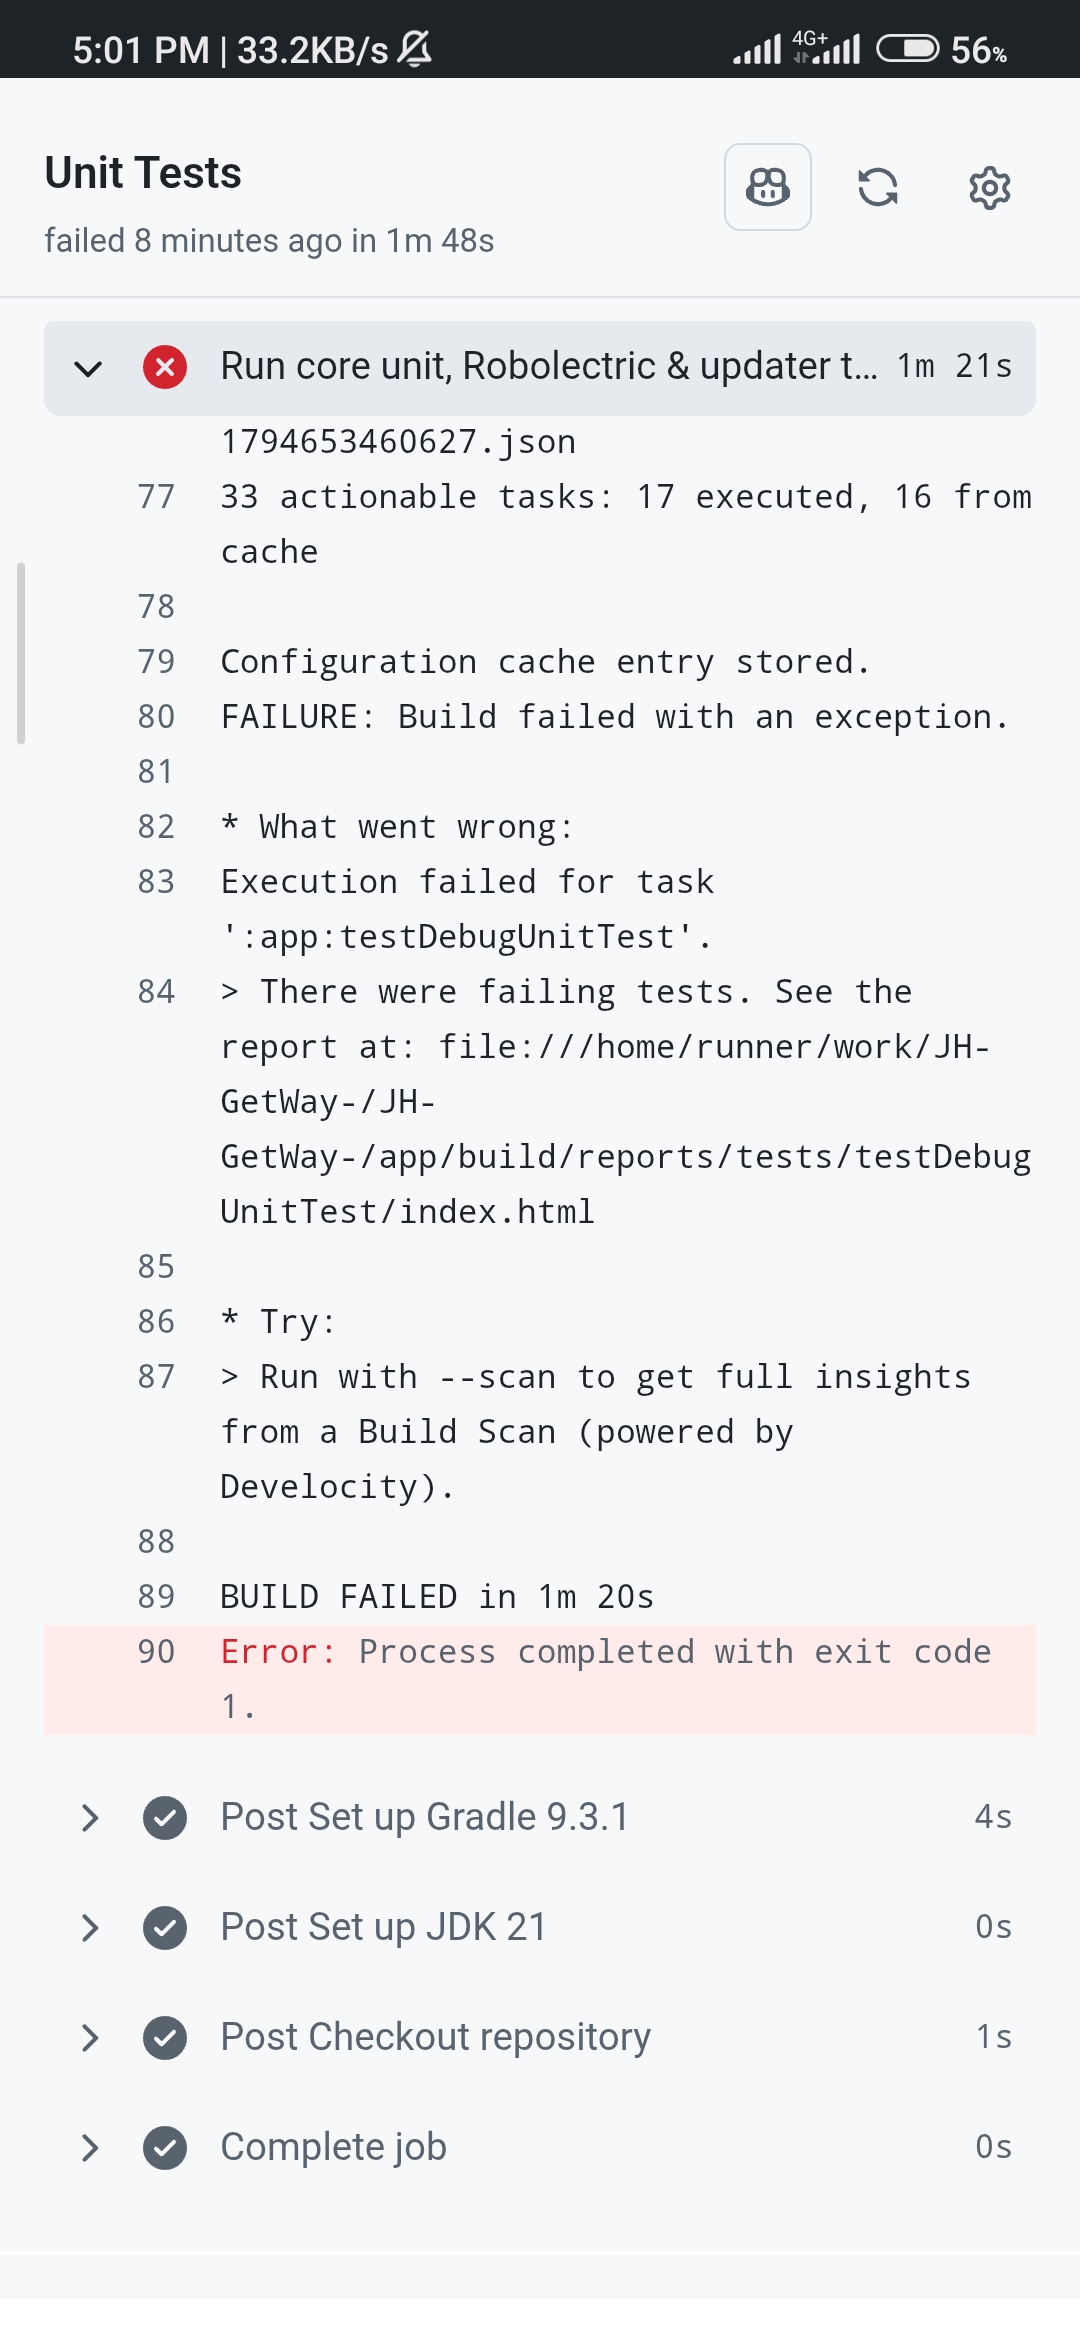 5:01 PM | 33.2KB/s 4G+ 56%
Unit Tests
failed 8 minutes ago in 1m 48s
Run core unit, Robolectric & updater t... 1m 21s
1794653460627.json
77 33 actionable tasks: 17 executed, 16 from
cache
78
79 Configuration cache entry stored.
80 FAILURE: Build failed with an exception.
81
82 * What went wrong:
83 Execution failed for task
':app:testDebugUnitTest'.
84 > There were failing tests. See the
report at: file:///home/runner/work/JH-
GetWay-/JH-
GetWay-/app/build/reports/tests/testDebug
UnitTest/index.html
85
86 * Try:
87 > Run with --scan to get full insights
from a Build Scan (powered by
Develocity).
88
89 BUILD FAILED in 1m 20s
90 Error: Process completed with exit code
1.
Post Set up Gradle 9.3.1 4s
Post Set up JDK 21 0s
Post Checkout repository 1s
Complete job 0s